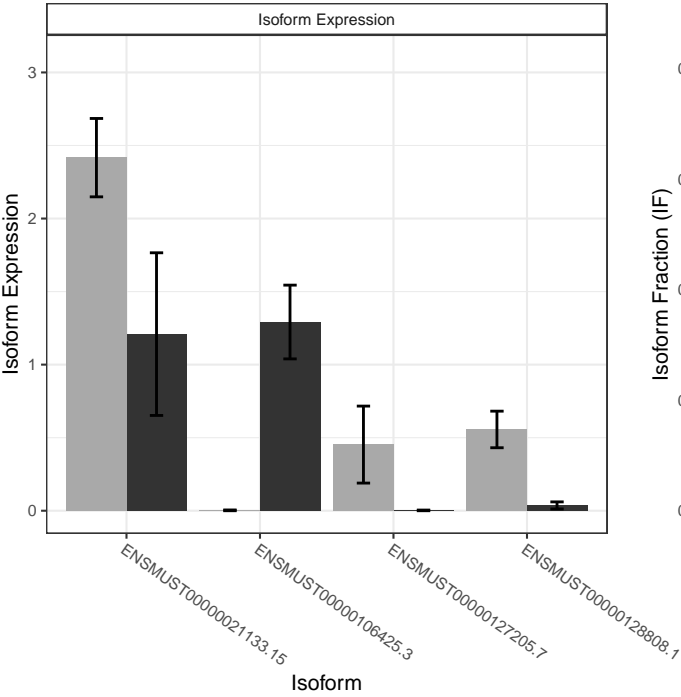 Isoform Expression
3
2
1
0
Isoform Expression
ENSMUST00000021133.15
ENSMUST00000106425.3
ENSMUST00000127205.7
ENSMUST00000128808.1
Isoform
Isoform Fraction (IF)